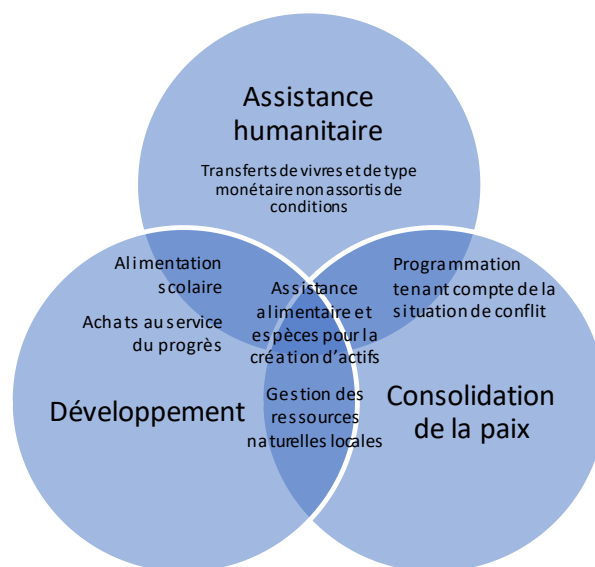 Assistance
humanitaire
Transferts de vivres et de type
monétaire non assortis de
conditions
Alimentation
scolaire
Achats au service
du progrès
Assistance
alimentaire et
espèces pour la
création d'actifs
Programmation
tenant compte de la
situation de conflit
Gestion des
ressources
naturelles locales
Développement
Consolidation
de la paix